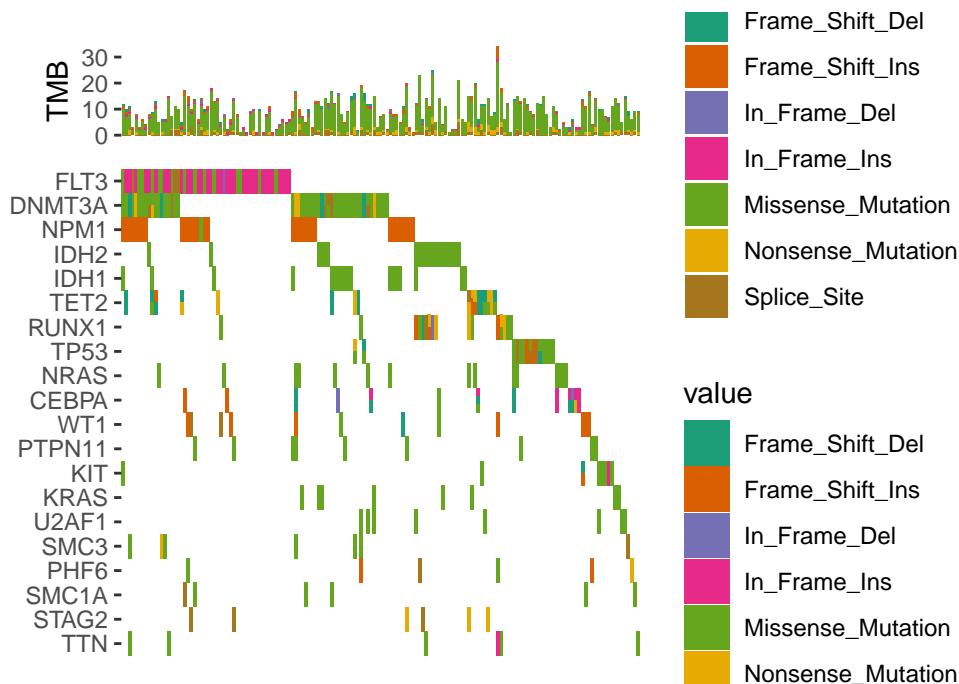 TMB
30
20
10
0
FLT3
DNMT3A
NPM1
IDH2
IDH1
TET2
RUNX1
TP53
NRAS
CEBPA
WT1
PTPN11
KIT
KRAS
U2AF1
SMC3
PHF6
SMC1A
STAG2
TTN
Frame_Shift_Del
Frame_Shift_Ins
In_Frame_Del
In_Frame_Ins
Missense_Mutation
Nonsense_Mutation
Splice_Site
value
Frame_Shift_Del
Frame_Shift_Ins
In_Frame_Del
In_Frame_Ins
Missense_Mutation
Nonsense_Mutation